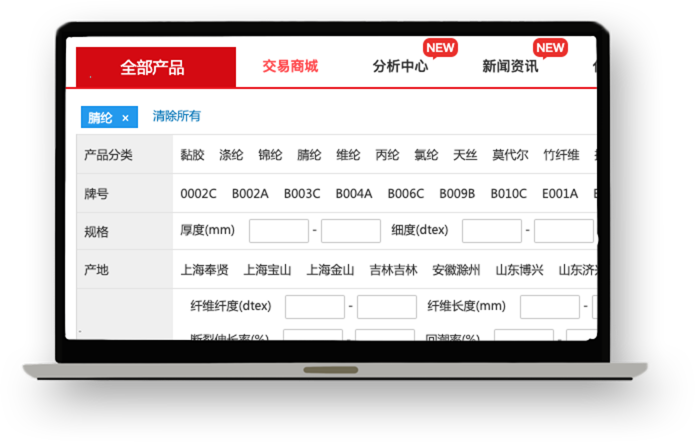 NEW NEW
全部产品 交易商城 分析中心 新闻资讯
腈纶 × 清除所有
产品分类 黏胶 涤纶 锦纶 腈纶 维纶 丙纶 氯纶 天丝 莫代尔 竹纤维
牌号 0002C B002A B003C B004A B006C B009B B010C E001A
规格 厚度(mm) - 细度(dtex) -
产地 上海奉贤 上海宝山 上海金山 吉林吉林 安徽滁州 山东博兴 山东济
纤维纤度(dtex) - 纤维长度(mm) -
断裂伸长率(%) - 回潮率(%) -